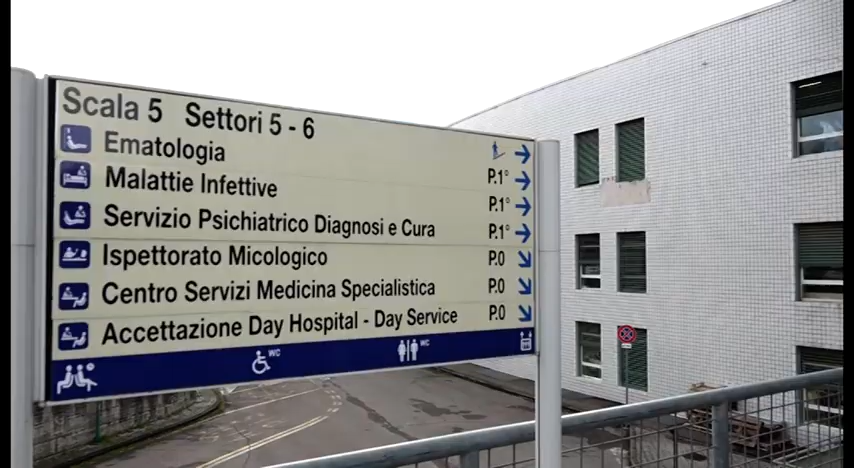 Scala 5 Settori 5 - 6
Ematologia P.1°
Malattie Infettive P.1°
Servizio Psichiatrico Diagnosi e Cura P.1°
Ispettorato Micologico P.0
Centro Servizi Medicina Specialistica P.0
Accettazione Day Hospital - Day Service P.0
WC WC